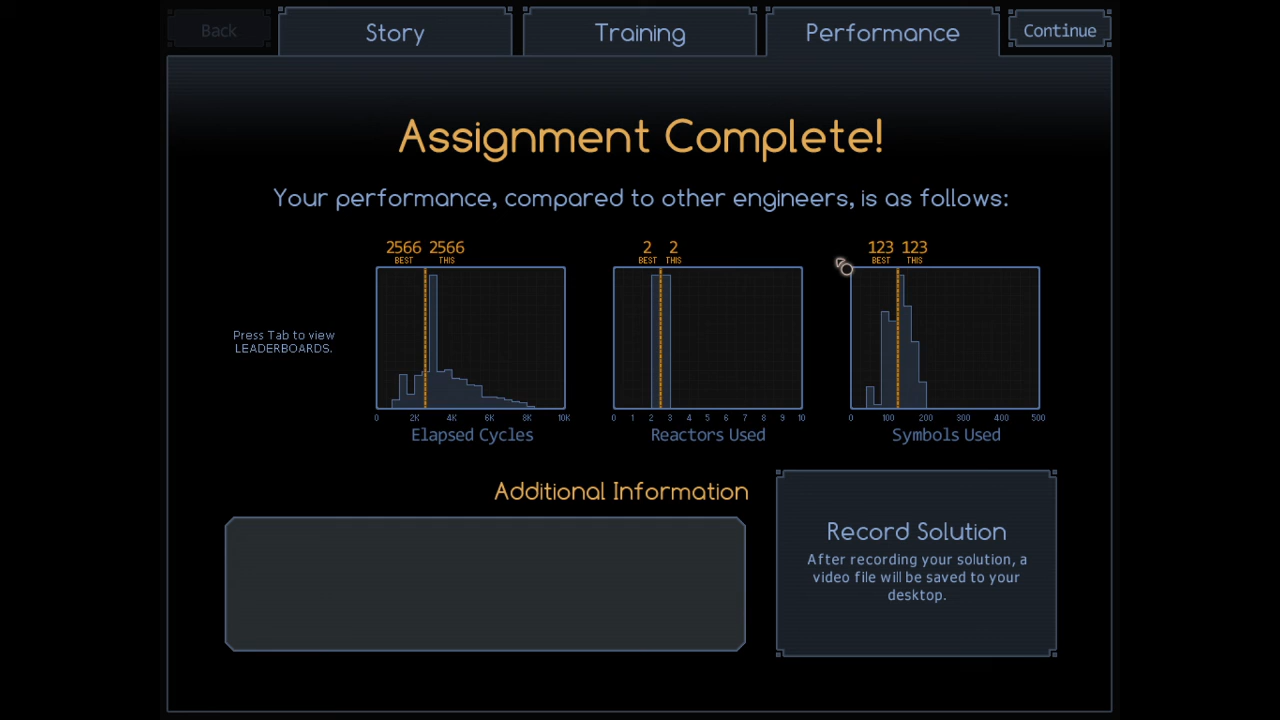 Back
Story
Training
Performance
Continue
Assignment Complete!
Your performance, compared to other engineers, is as follows:
2566 2566
BEST THIS
2 2
BEST THIS
123 123
BEST THIS
Press Tab to view
LEADERBOARDS.
0 2K 4K 6K 8K 10K
Elapsed Cycles
0 1 2 3 4 5 6 7 8 9 10
Reactors Used
0 100 200 300 400 500
Symbols Used
Additional Information
Record Solution
After recording your solution, a
video file will be saved to your
desktop.